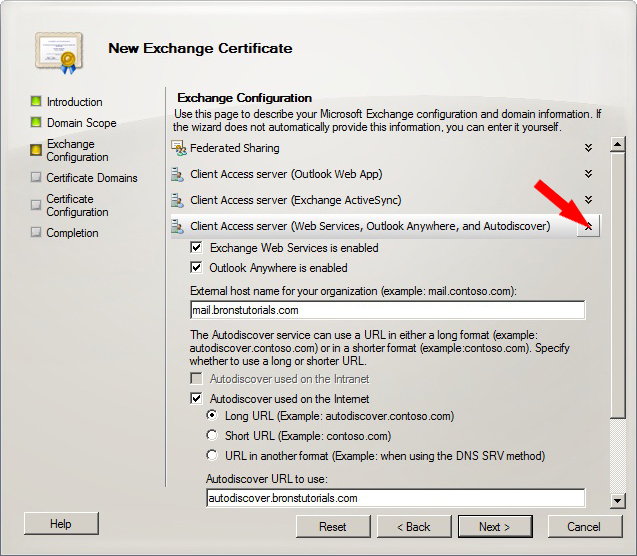 New Exchange Certificate
Introduction
Domain Scope
Exchange
Configuration
Certificate Domains
Certificate
Configuration
Completion
Exchange Configuration
Use this page to describe your Microsoft Exchange configuration and domain information. If
the wizard does not automatically provide this information, you can enter it yourself.
Federated Sharing
Client Access server (Outlook Web App)
Client Access server (Exchange ActiveSync)
Client Access server (Web Services, Outlook Anywhere, and Autodiscover)
Exchange Web Services is enabled
Outlook Anywhere is enabled
External host name for your organization (example: mail.contoso.com):
mail.bronstutorials.com
The Autodiscover service can use a URL in either a long format (example:
autodiscover.contoso.com) or in a shorter format (example:contoso.com). Specify
whether to use a long or shorter URL.
Autodiscover used on the Intranet
Autodiscover used on the Internet
Long URL (Example: autodiscover.contoso.com)
Short URL (Example: contoso.com)
URL in another format (Example: when using the DNS SRV method)
Autodiscover URL to use:
autodiscover.bronstutorials.com
Help
Reset
< Back
Next >
Cancel